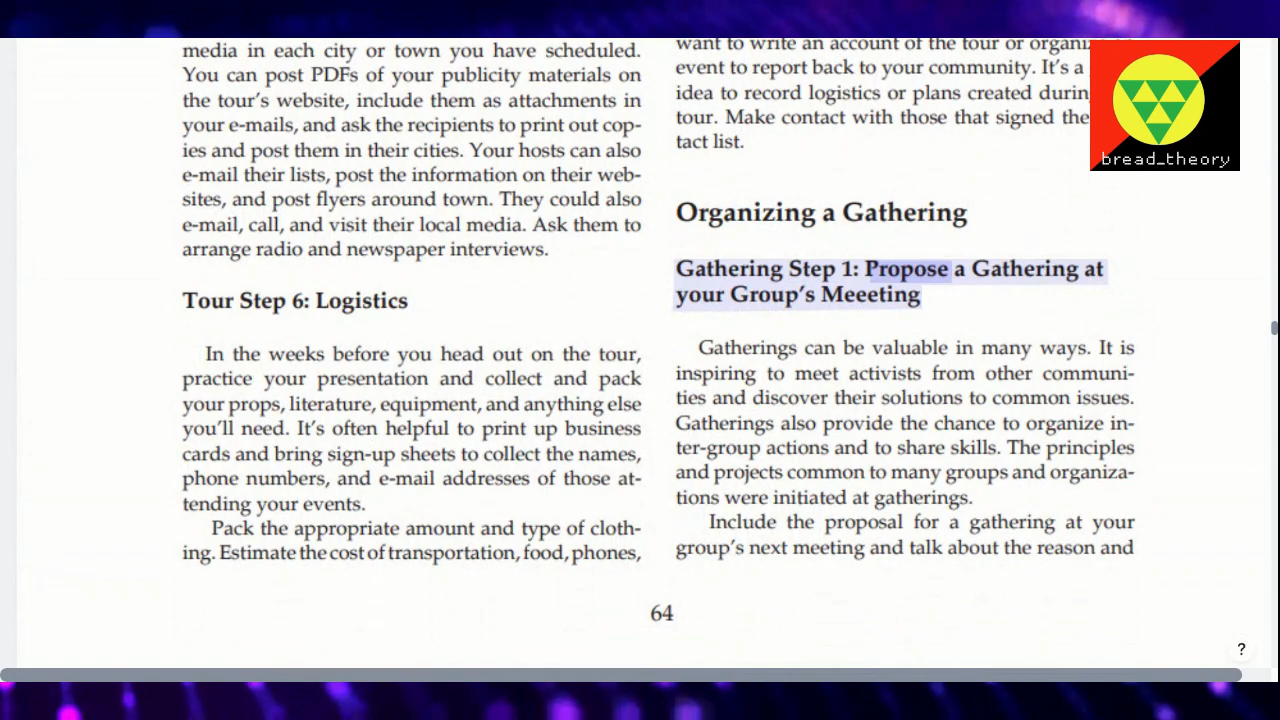 media in each city or town you have scheduled.
You can post PDFs of your publicity materials on
the tour's website, include them as attachments in
your e-mails, and ask the recipients to print out cop-
ies and post them in their cities. Your hosts can also
e-mail their lists, post the information on their web-
sites, and post flyers around town. They could also
e-mail, call, and visit their local media. Ask them to
arrange radio and newspaper interviews.
Tour Step 6: Logistics
In the weeks before you head out on the tour,
practice your presentation and collect and pack
your props, literature, equipment, and anything else
you'll need. It's often helpful to print up business
cards and bring sign-up sheets to collect the names,
phone numbers, and e-mail addresses of those at-
tending your events.
Pack the appropriate amount and type of cloth-
ing. Estimate the cost of transportation, food, phones,
want to write an account of the tour or
event to report back to your community. It's a
idea to record logistics or plans created
tour. Make contact with those that signed
tact list.
Organizing a Gathering
Gathering Step 1: Propose a Gathering at
your Group's Meeeting
Gatherings can be valuable in many ways. It is
inspiring to meet activists from other communi-
ties and discover their solutions to common issues.
Gatherings also provide the chance to organize in-
ter-group actions and to share skills. The principles
and projects common to many groups and organiza-
tions were initiated at gatherings.
Include the proposal for a gathering at your
group's next meeting and talk about the reason and
64
bread_theory
?